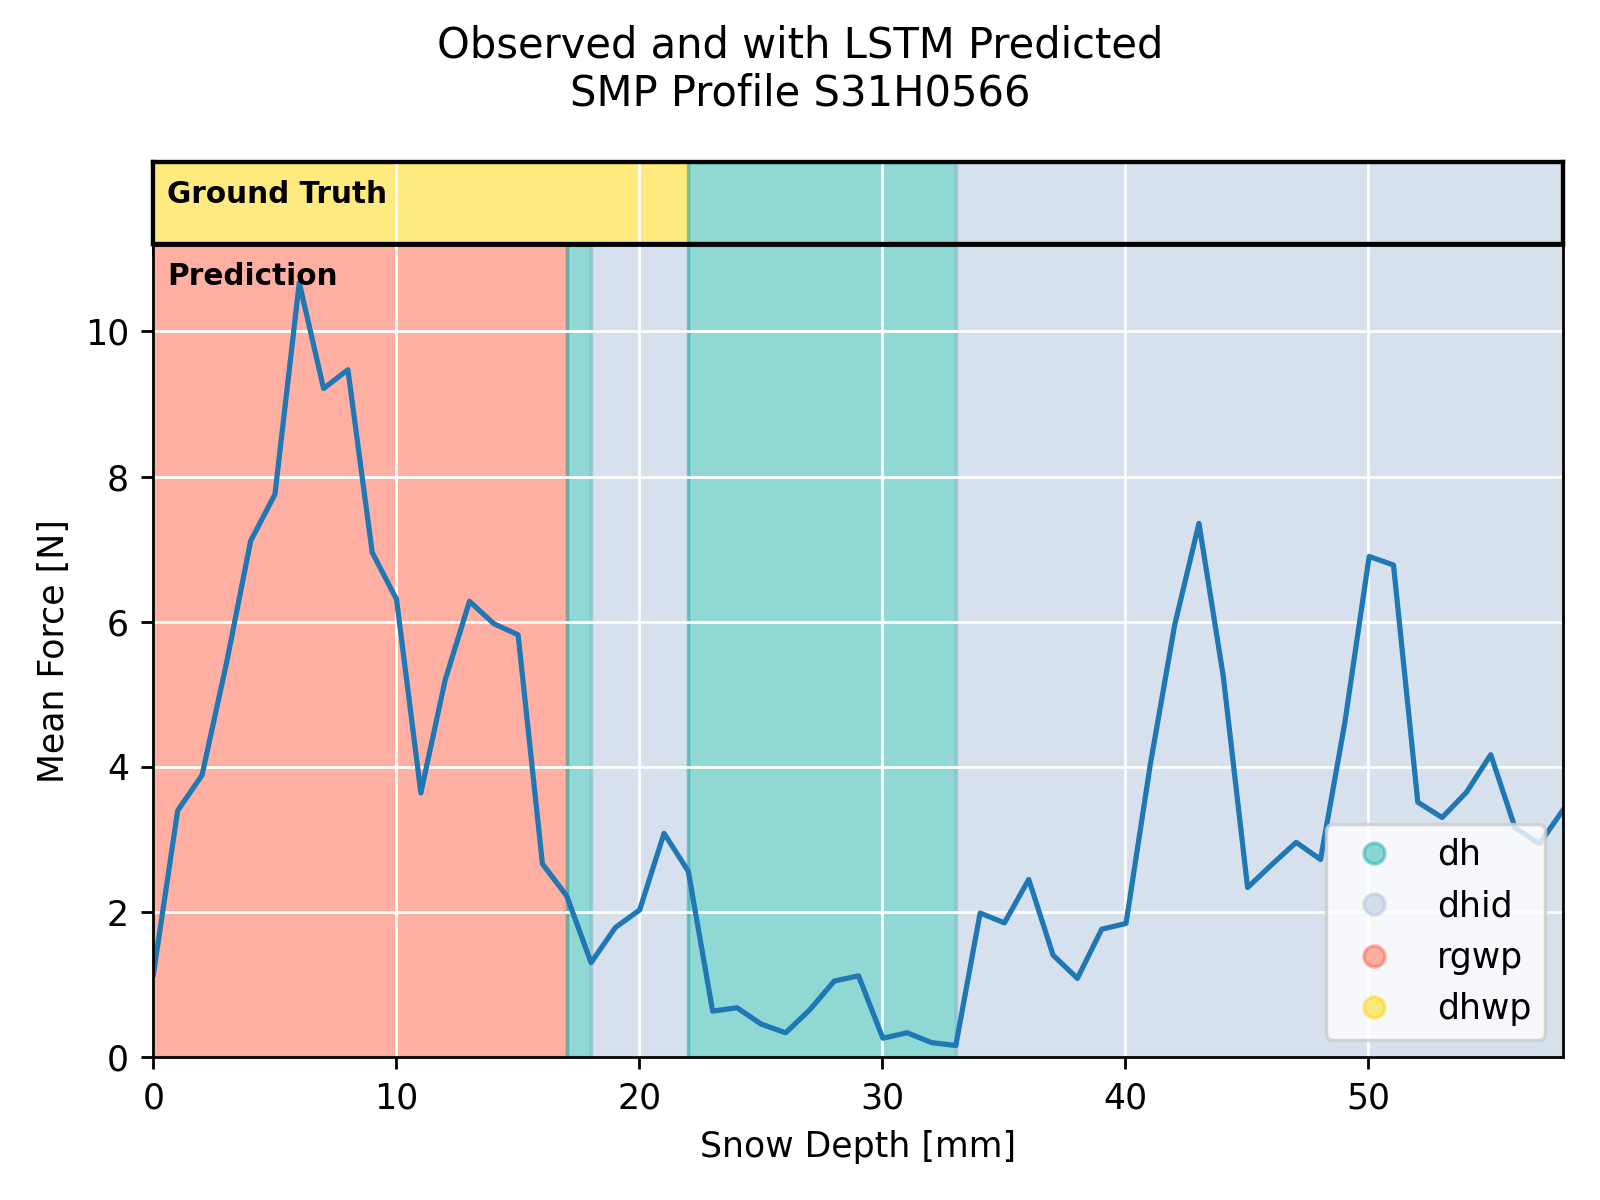 Observed and with LSTM Predicted
SMP Profile S31H0566
Ground Truth
Prediction
10
8
6
4
2
0
Mean Force [N]
0 10 20 30 40 50
Snow Depth [mm]
dh
dhid
rgwp
dhwp